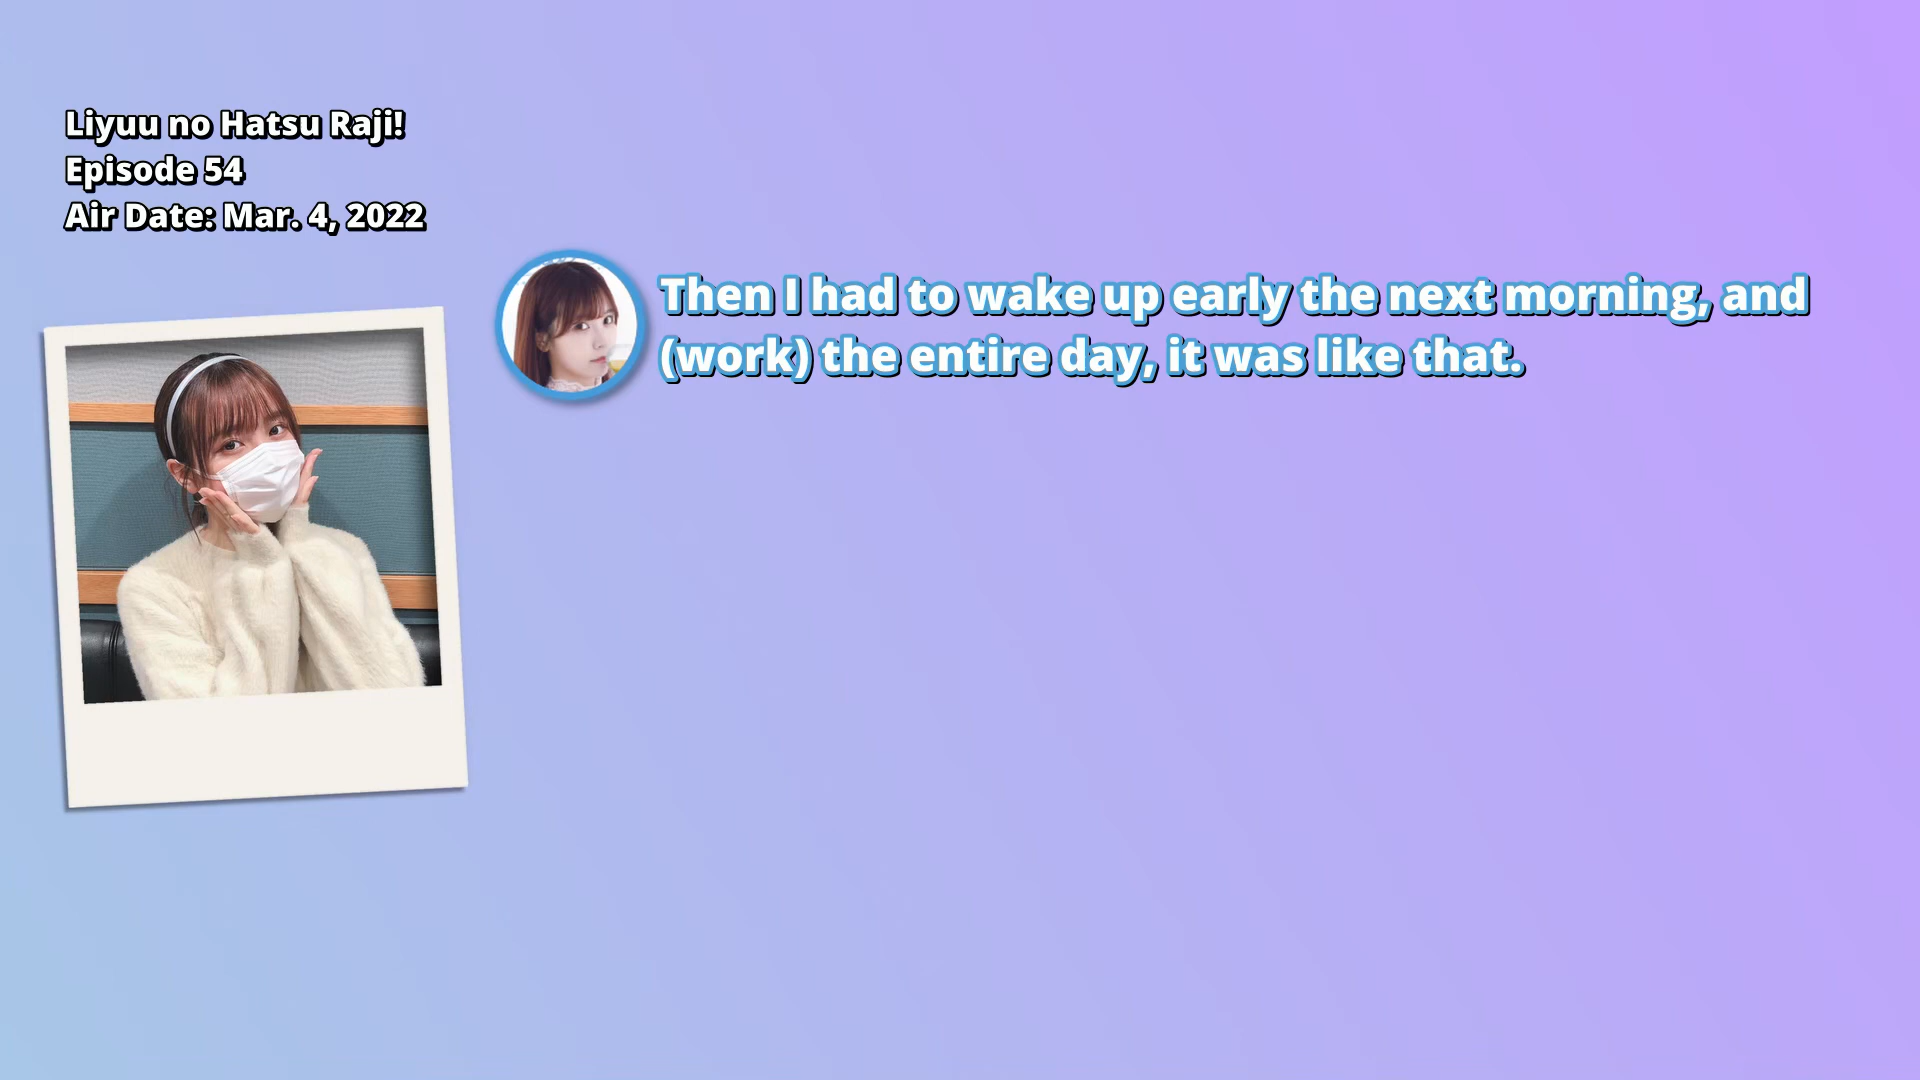 Liyuu no Hatsu Raji!
Episode 54
Air Date: Mar. 4, 2022
Then I had to wake up early the next morning, and
(work) the entire day, it was like that.